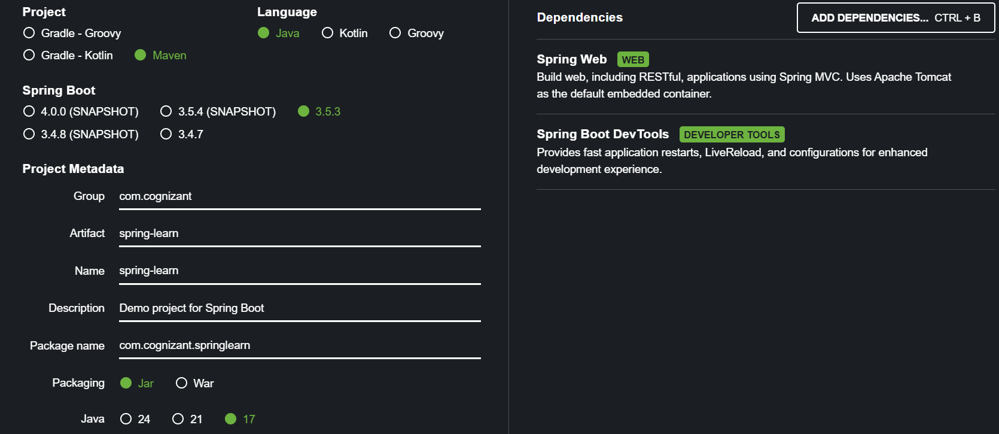 Project
Gradle - Groovy
Gradle - Kotlin Maven
Language
Java Kotlin Groovy
Spring Boot
4.0.0 (SNAPSHOT) 3.5.4 (SNAPSHOT) 3.5.3
3.4.8 (SNAPSHOT) 3.4.7
Project Metadata
Group com.cognizant
Artifact spring-learn
Name spring-learn
Description Demo project for Spring Boot
Package name com.cognizant.springlearn
Packaging Jar War
Java 24 21 17
Dependencies ADD DEPENDENCIES... CTRL + B
Spring Web WEB
Build web, including RESTful, applications using Spring MVC. Uses Apache Tomcat
as the default embedded container.
Spring Boot DevTools DEVELOPER TOOLS
Provides fast application restarts, LiveReload, and configurations for enhanced
development experience.